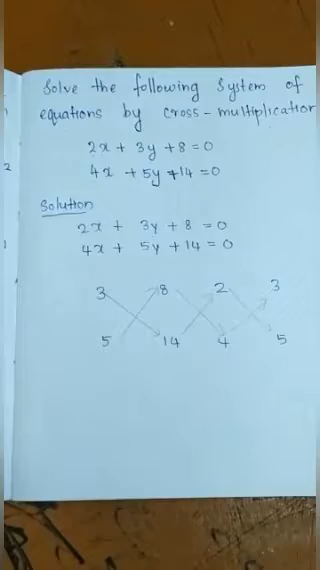 Solve the following System of
equations by cross-multiplication
2x + 3y + 8 = 0
4x + 5y + 14 = 0
Solution
2x + 3y + 8 = 0
4x + 5y + 14 = 0
3 8 2 3
5 14 4 5